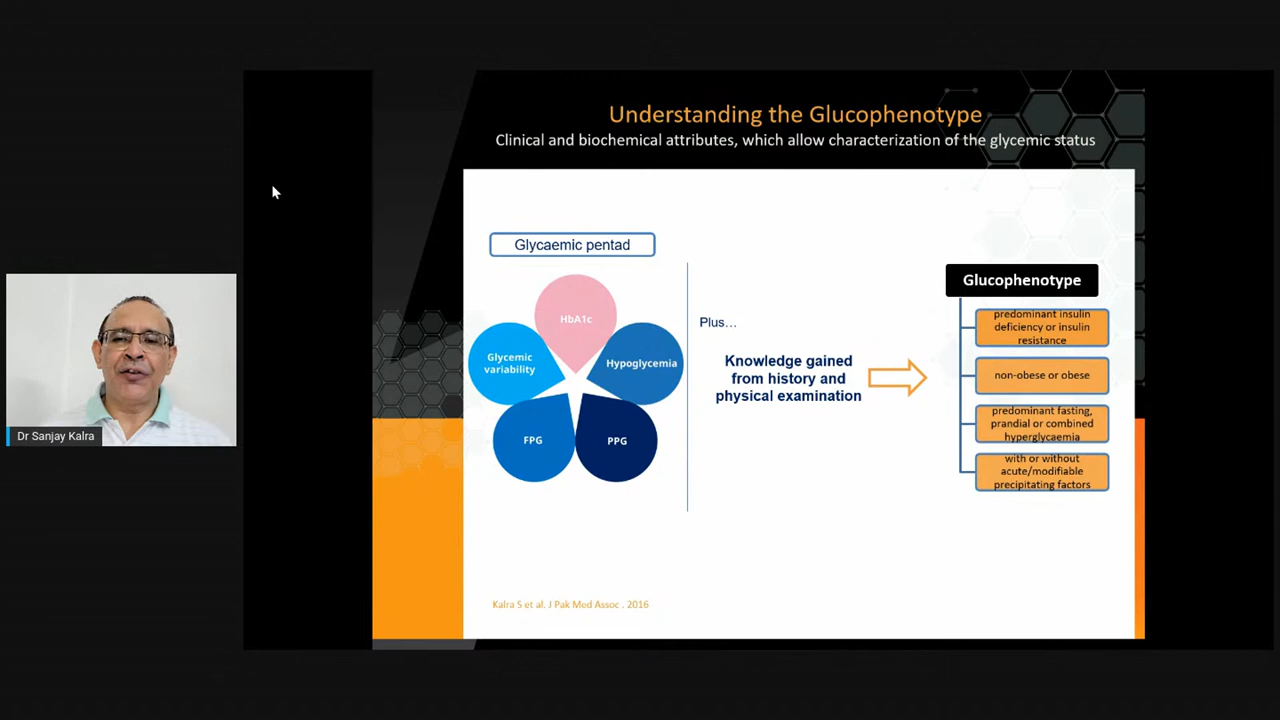 Understanding the Glucophenotype
Clinical and biochemical attributes, which allow characterization of the glycemic status
Glycaemic pentad
HbA1c
Glycemic
variability
Hypoglycemia
FPG
PPG
Plus...
Knowledge gained
from history and
physical examination
Glucophenotype
predominant insulin
deficiency or insulin
resistance
non-obese or obese
predominant fasting,
prandial or combined
hyperglycaemia
with or without
acute/modifiable
precipitating factors
Kalra S et al. J Pak Med Assoc . 2016
Dr Sanjay Kalra